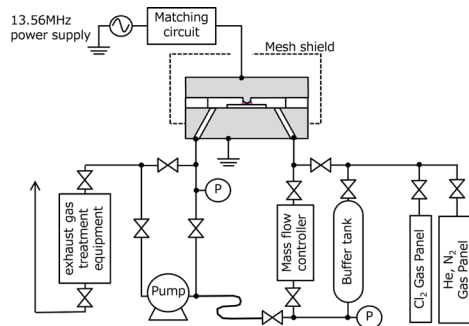 13.56MHz
power supply
Matching
circuit
Mesh shield
P
exhaust gas
treatment
equipment
Pump
Mass flow
controller
Buffer tank
P
Cl2 Gas Panel
He, N2
Gas Panel